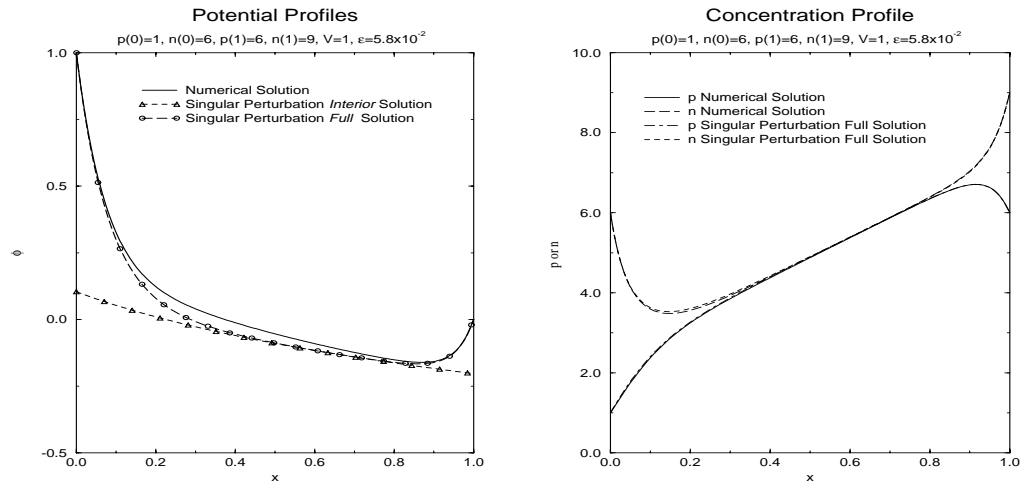 Potential Profiles
p(0)=1, n(0)=6, p(1)=6, n(1)=9, V=1, ε=5.8x10⁻²
Numerical Solution
Singular Perturbation Interior Solution
Singular Perturbation Full Solution
1.0
0.5
0.0
-0.5
ϕ
0.0 0.2 0.4 0.6 0.8 1.0
x
Concentration Profile
p(0)=1, n(0)=6, p(1)=6, n(1)=9, V=1, ε=5.8x10⁻²
p Numerical Solution
n Numerical Solution
p Singular Perturbation Full Solution
n Singular Perturbation Full Solution
10.0
8.0
6.0
4.0
2.0
0.0
p or n
0.0 0.2 0.4 0.6 0.8 1.0
x